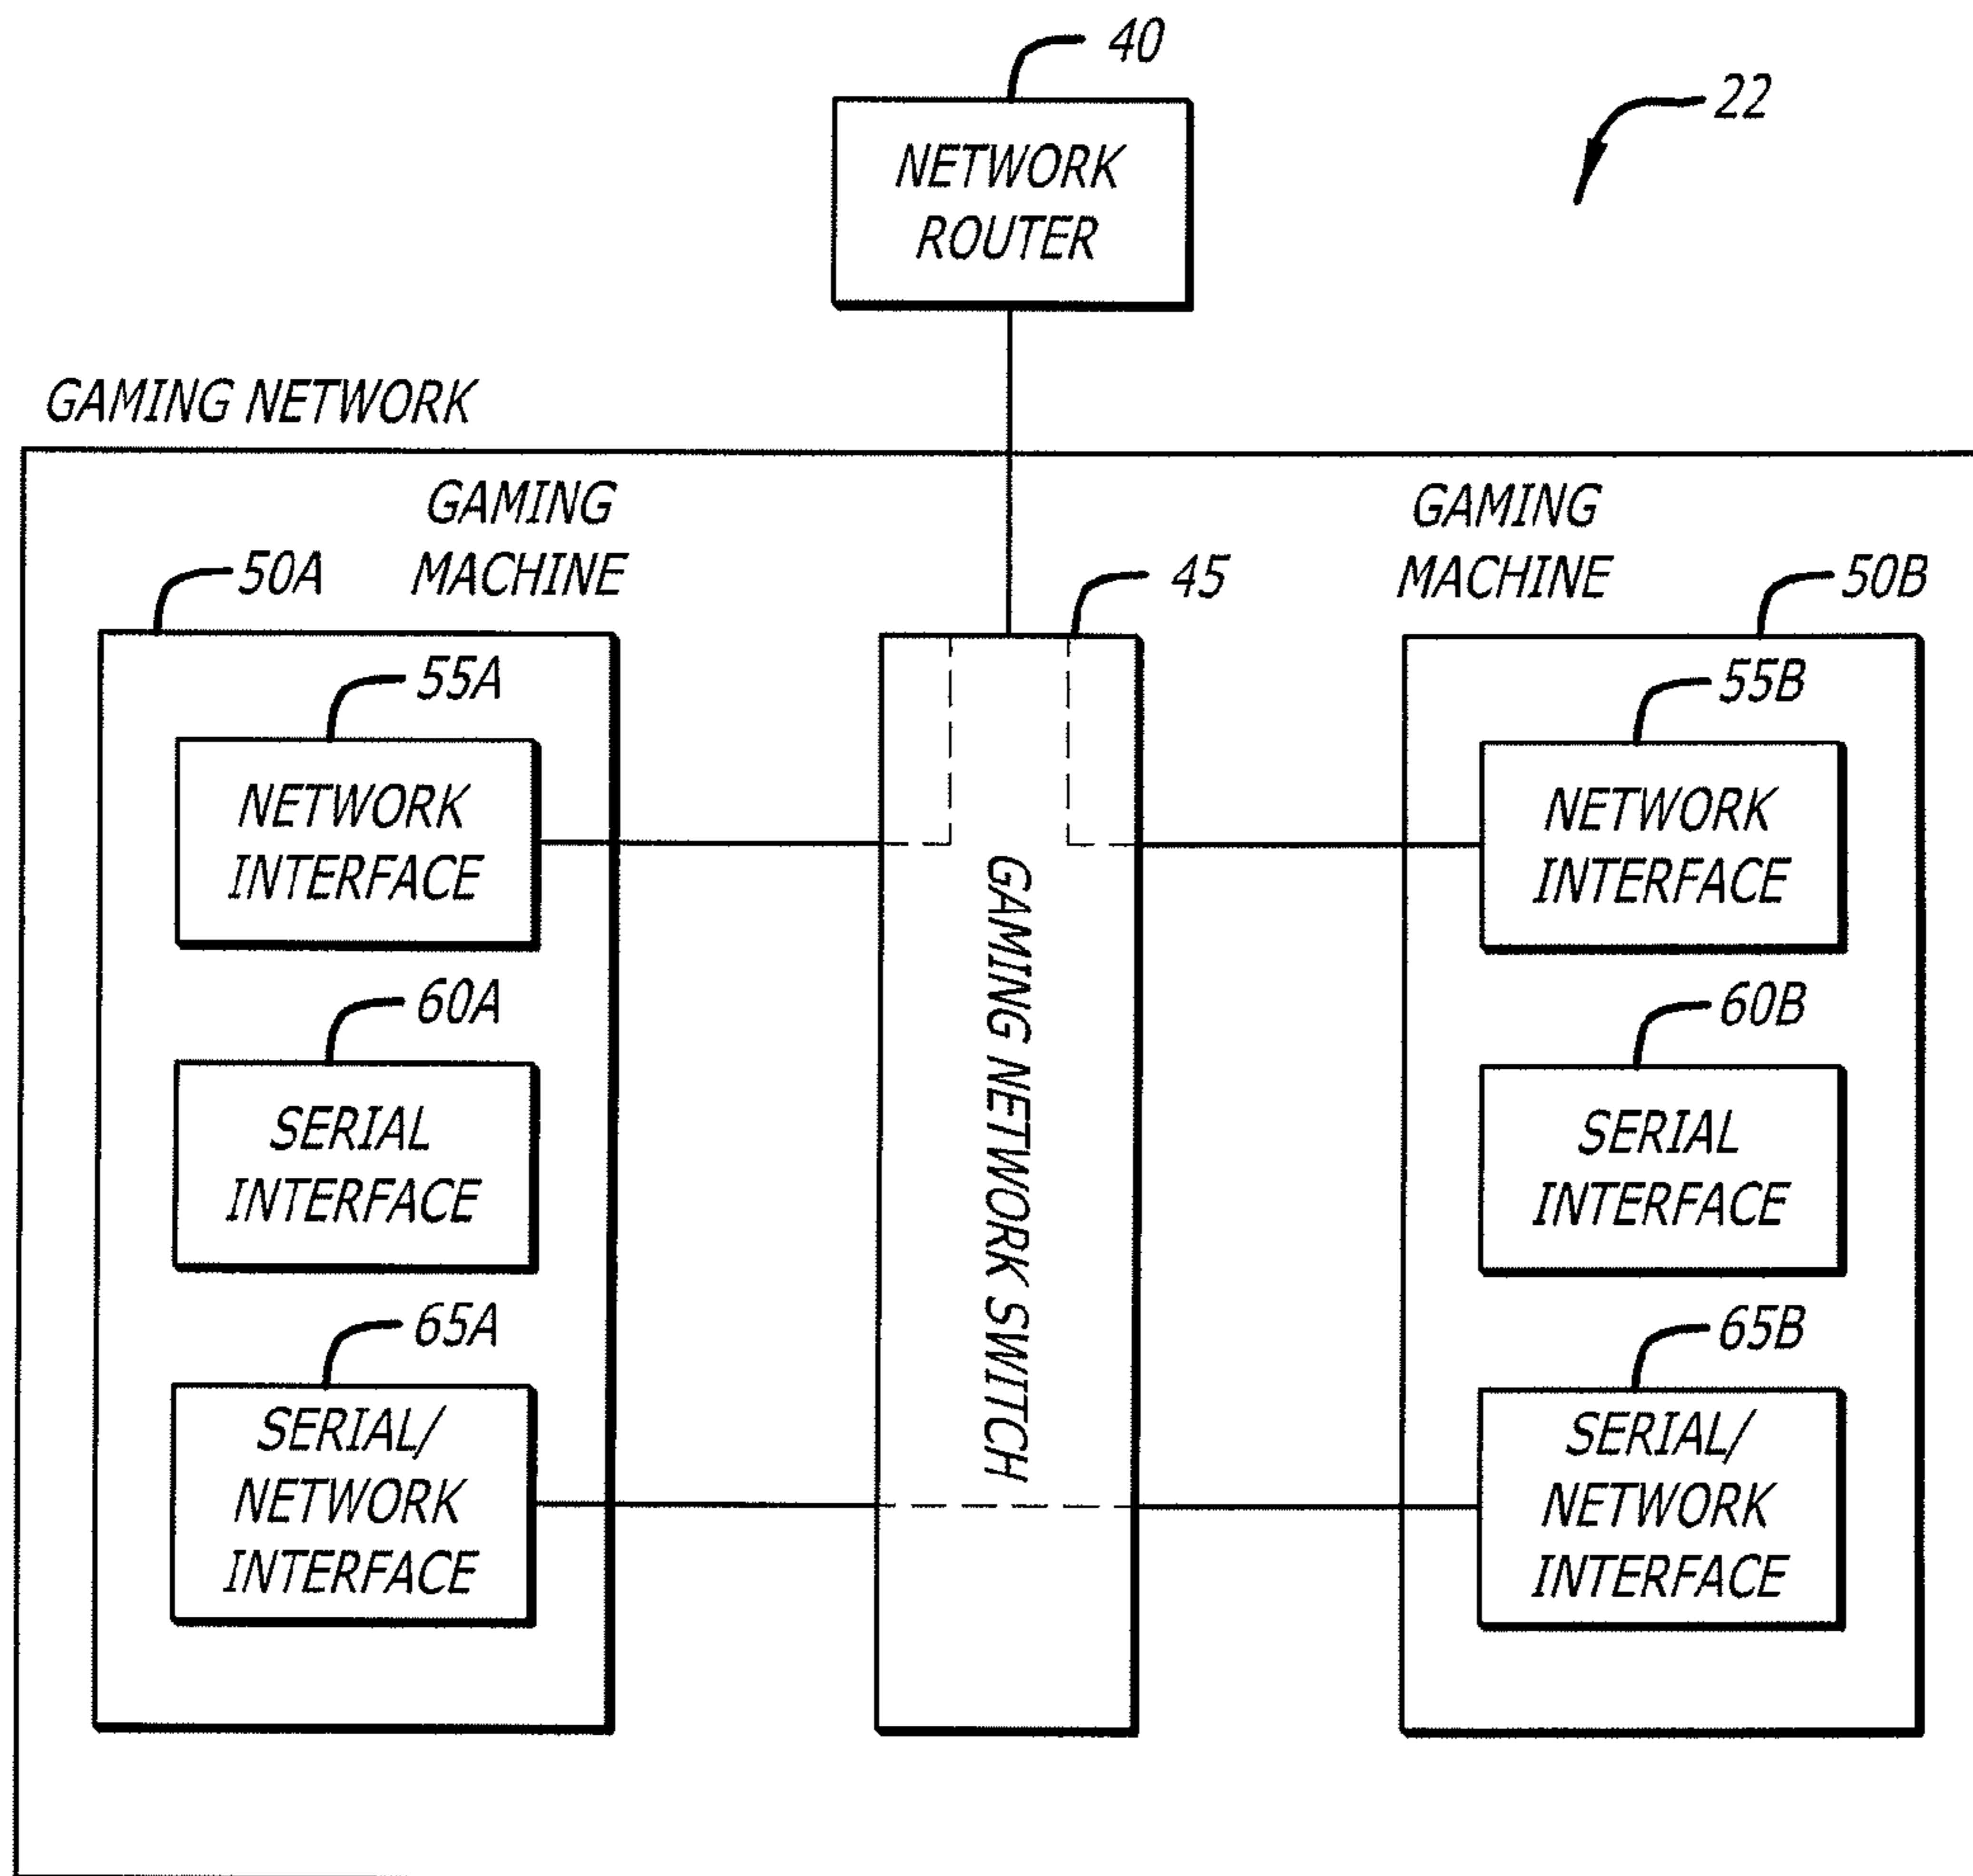 40
22
NETWORK
ROUTER
GAMING NETWORK
GAMING
MACHINE
50A
45
GAMING
MACHINE
50B
55A
NETWORK
INTERFACE
60A
SERIAL
INTERFACE
65A
SERIAL/
NETWORK
INTERFACE
GAMING NETWORK SWITCH
55B
NETWORK
INTERFACE
60B
SERIAL
INTERFACE
65B
SERIAL/
NETWORK
INTERFACE